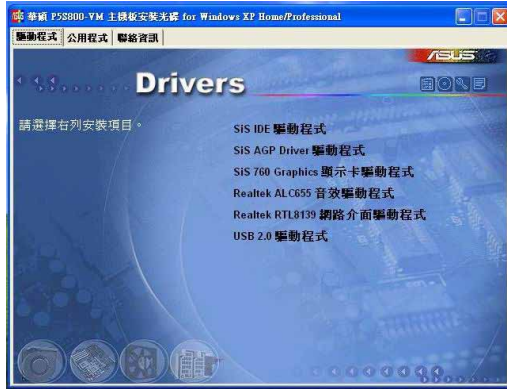 華碩 P5S800-VM 主機板安裝光碟 for Windows XP Home/Professional
驅動程式 公用程式 聯絡資訊
ASUS
Drivers
請選擇右列安裝項目。
SiS IDE 驅動程式
SiS AGP Driver 驅動程式
SiS 760 Graphics 顯示卡驅動程式
Realtek ALC655 音效驅動程式
Realtek RTL8139 網路介面驅動程式
USB 2.0 驅動程式